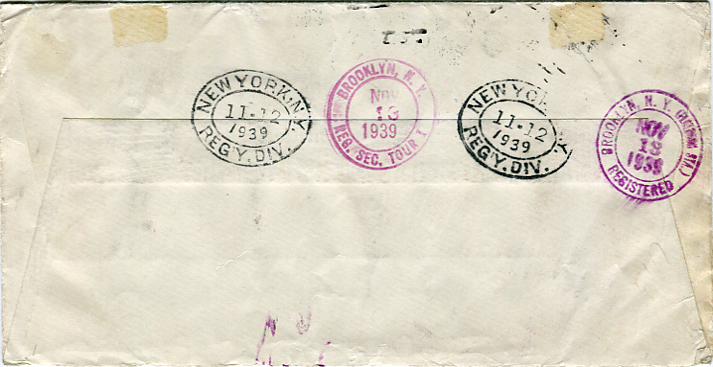 NEW YORK, N.Y.
11-12
1939
REG'Y. DIV.
BROOKLYN, N. Y.
NOV
13
1939
REG. SEC. TOUR 1
NEW YOR Y
11-12
1939
REG'Y. DIV.
BROOKLYN, N. Y.
NOV
13
1939
REGISTERED